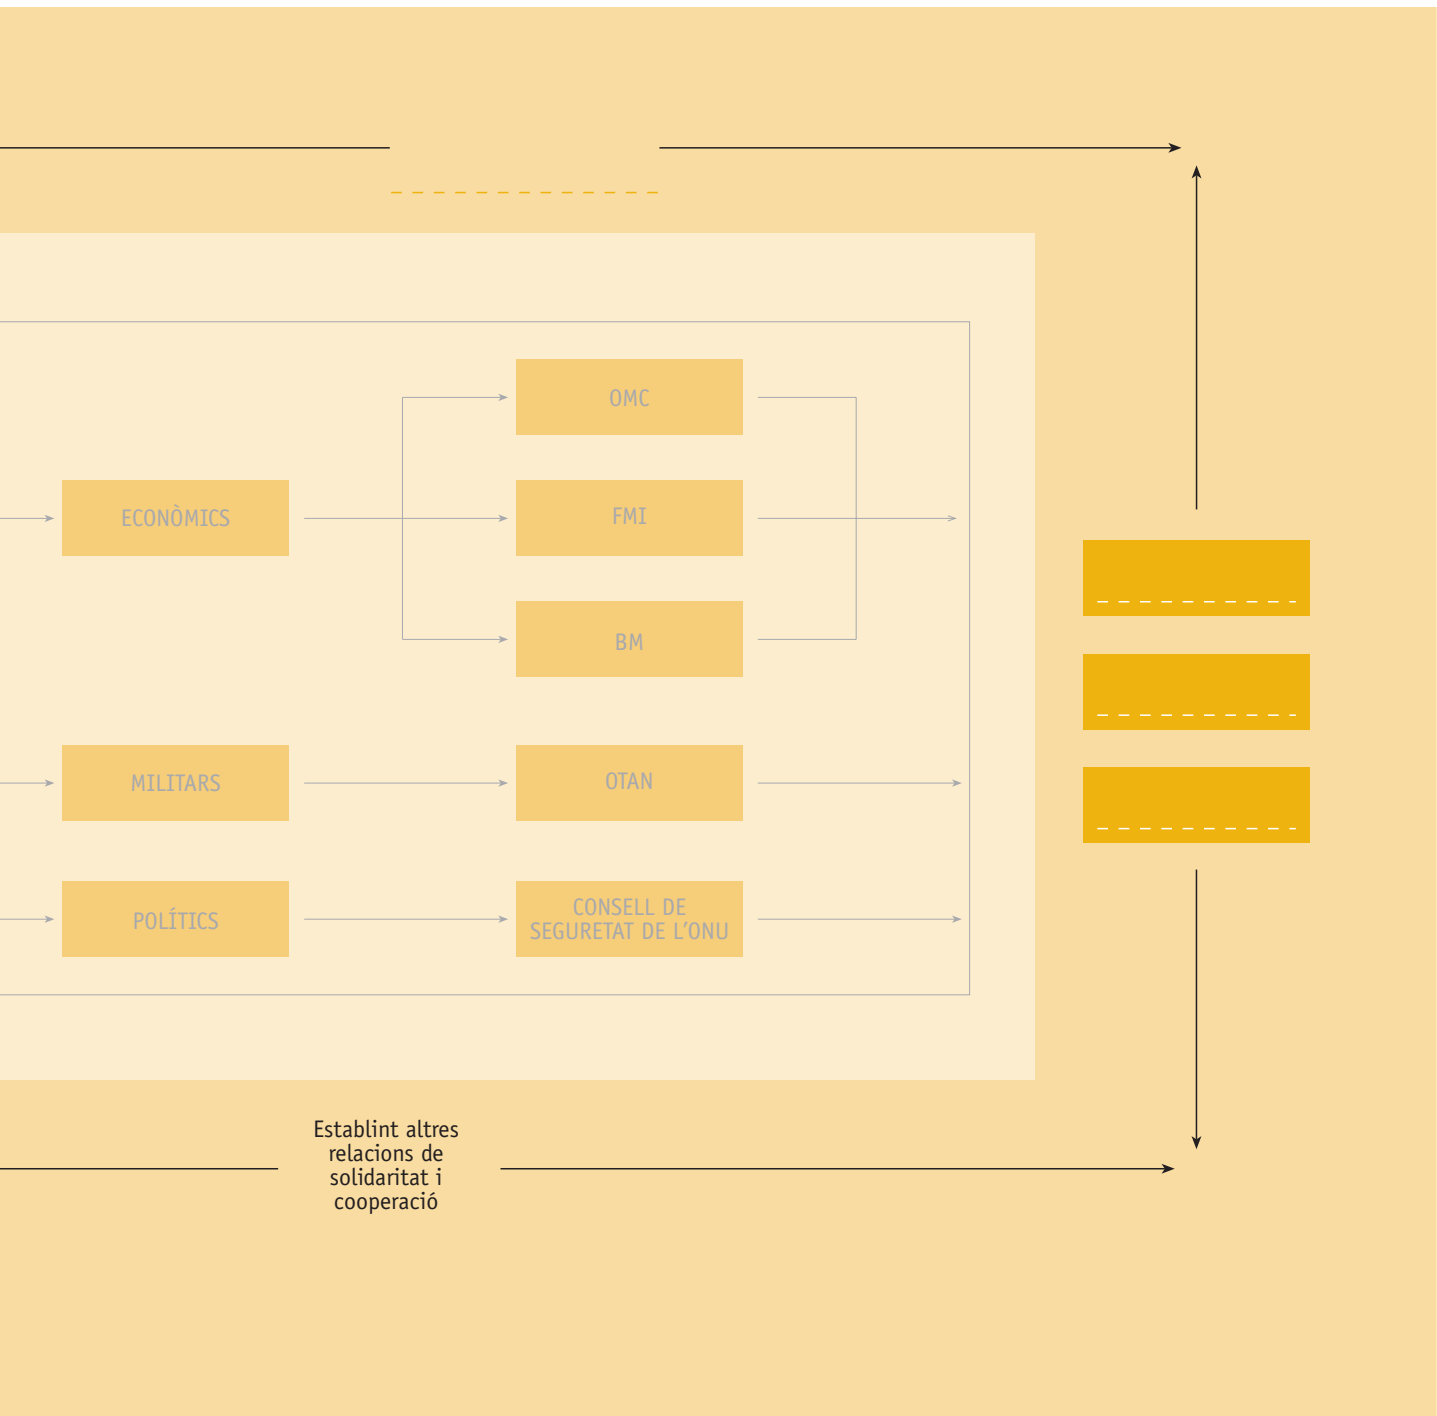 OMC
ECONÒMICS
FMI
BM
MILITARS
OTAN
POLÍTICS
CONSELL DE
SEGURETAT DE L'ONU
Establint altres
relacions de
solidaritat i
cooperació